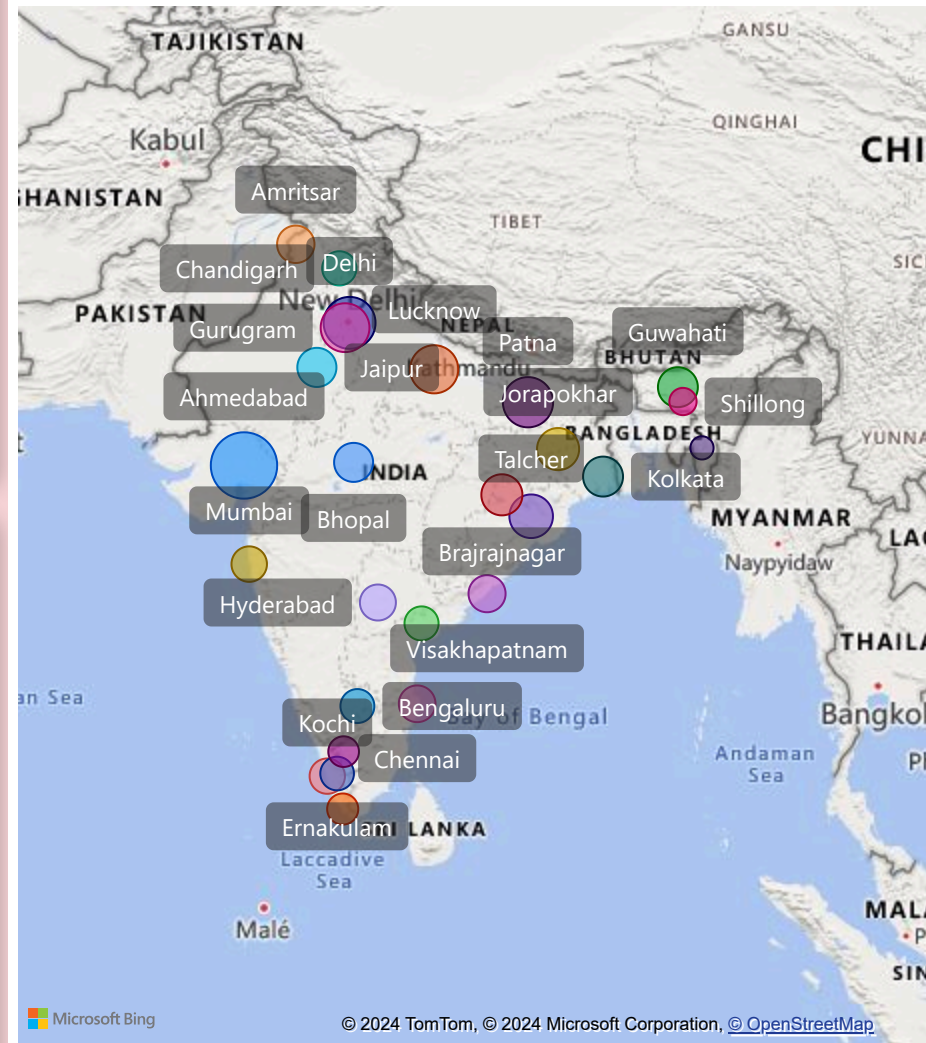 GANSU
TAJIKISTAN
QINGHAI
Kabul
CHI
GHANISTAN
Amritsar
TIBET
SIC
Chandigarh
Delhi
New Delhi
PAKISTAN
Lucknow
NEPAL
Gurugram
Guwahati
Patna
BHUTAN
Jaipur
Kathmandu
Ahmedabad
Jorapokhar
Shillong
BANGLADESH
YUNNA
Talcher
INDIA
Kolkata
Mumbai
Bhopal
MYANMAR
LAO
Brajrajnagar
Naypyidaw
Hyderabad
THAILA
Visakhapatnam
an Sea
Bengaluru
Bay of Bengal
Bangkok
Kochi
Chennai
Andaman
Sea
Ph
Ernakulam
SRI LANKA
Laccadive
Sea
Malé
MALA
P
SIN
Microsoft Bing
© 2024 TomTom, © 2024 Microsoft Corporation, © OpenStreetMap